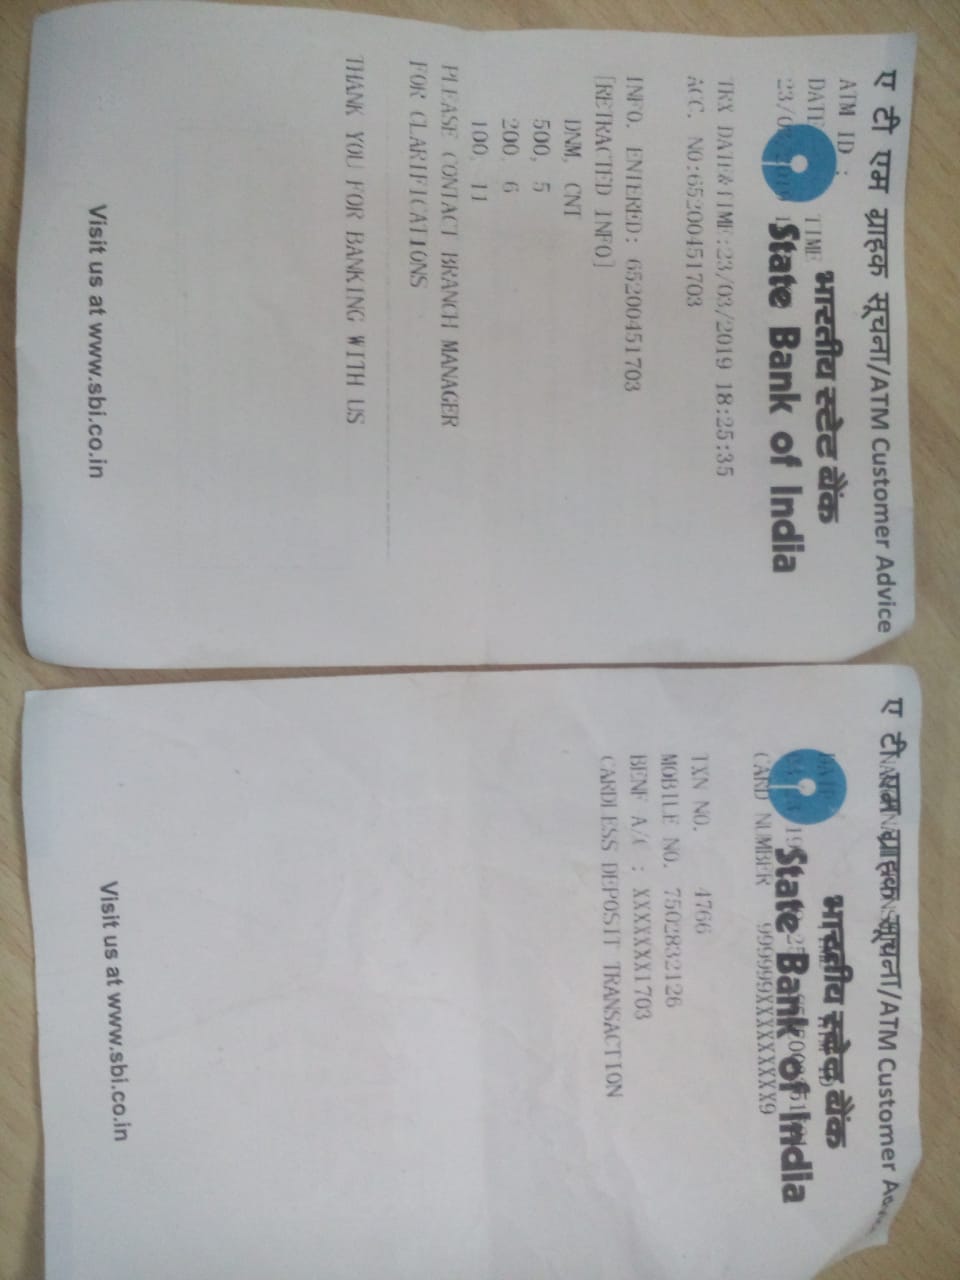 ए टी एम ग्राहक सूचना/ATM Customer Advice
ATM ID :
DATE TIME
भारतीय स्टेट बैंक
State Bank of India
TRX DATE&TIME:23/03/2019 18:25:35
ACC. NO:65200451703
INFO. ENTERED: 65200451703
[RETRACTED INFO]
DNM, CNT
500, 5
200, 6
100, 11
PLEASE CONTACT BRANCH MANAGER
FOR CLARIFICATIONS
THANK YOU FOR BANKING WITH US
Visit us at www.sbi.co.in
ए टी एम ग्राहक सूचना/ATM Customer
भारतीय स्टेट बैंक
State Bank of India
CARD NUMBER 999999XXXXXXXXX9
TXN NO. 4766
MOBILE NO. 7502832126
BENF A/C : XXXXXXX1703
CARDLESS DEPOSIT TRANSACTION
Visit us at www.sbi.co.in